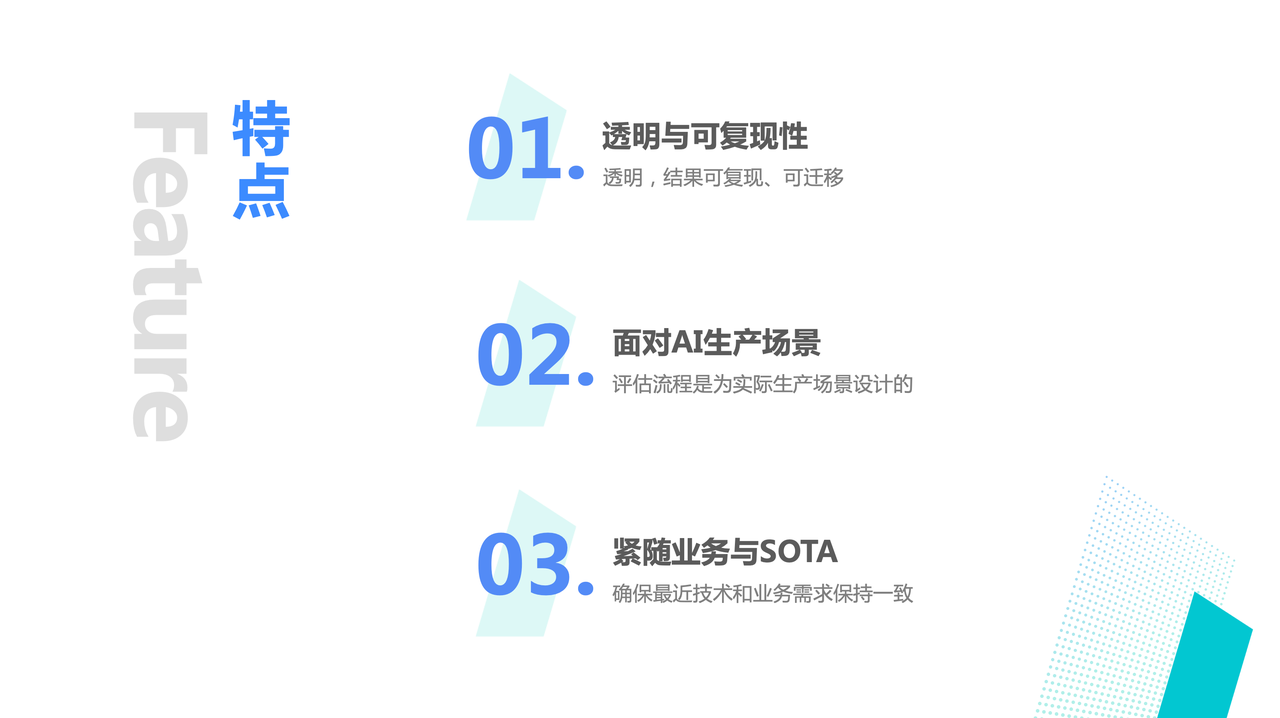 Feature
特点
01.
透明与可复现性
透明，结果可复现、可迁移
02.
面对AI生产场景
评估流程是为实际生产场景设计的
03.
紧随业务与SOTA
确保最近技术和业务需求保持一致